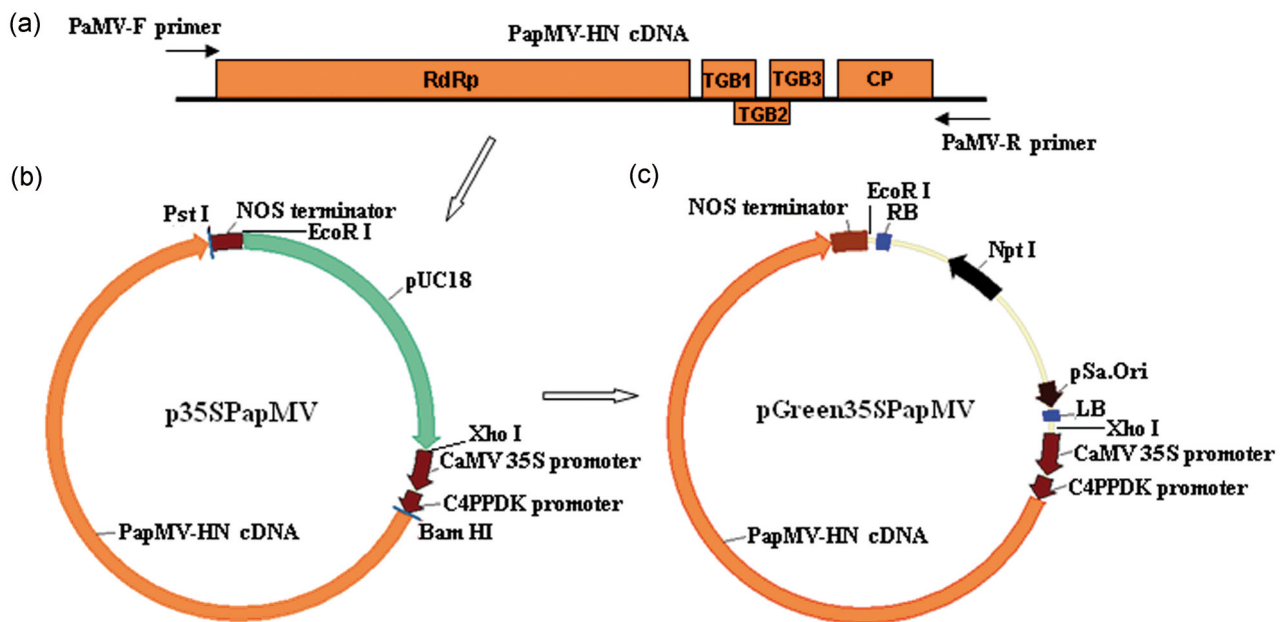 (a)
PaMV-F primer
PapMV-HN cDNA
RdRp
TGB1
TGB3
CP
TGB2
PaMV-R primer
(b)
Pst I
NOS terminator
EcoR I
pUC18
p35SPapMV
Xho I
CaMV 35S promoter
C4PPDK promoter
Bam HI
PapMV-HN cDNA
(c)
NOS terminator
EcoR I
RB
Npt I
pSa.Ori
LB
Xho I
CaMV 35S promoter
C4PPDK promoter
pGreen35SPapMV
PapMV-HN cDNA